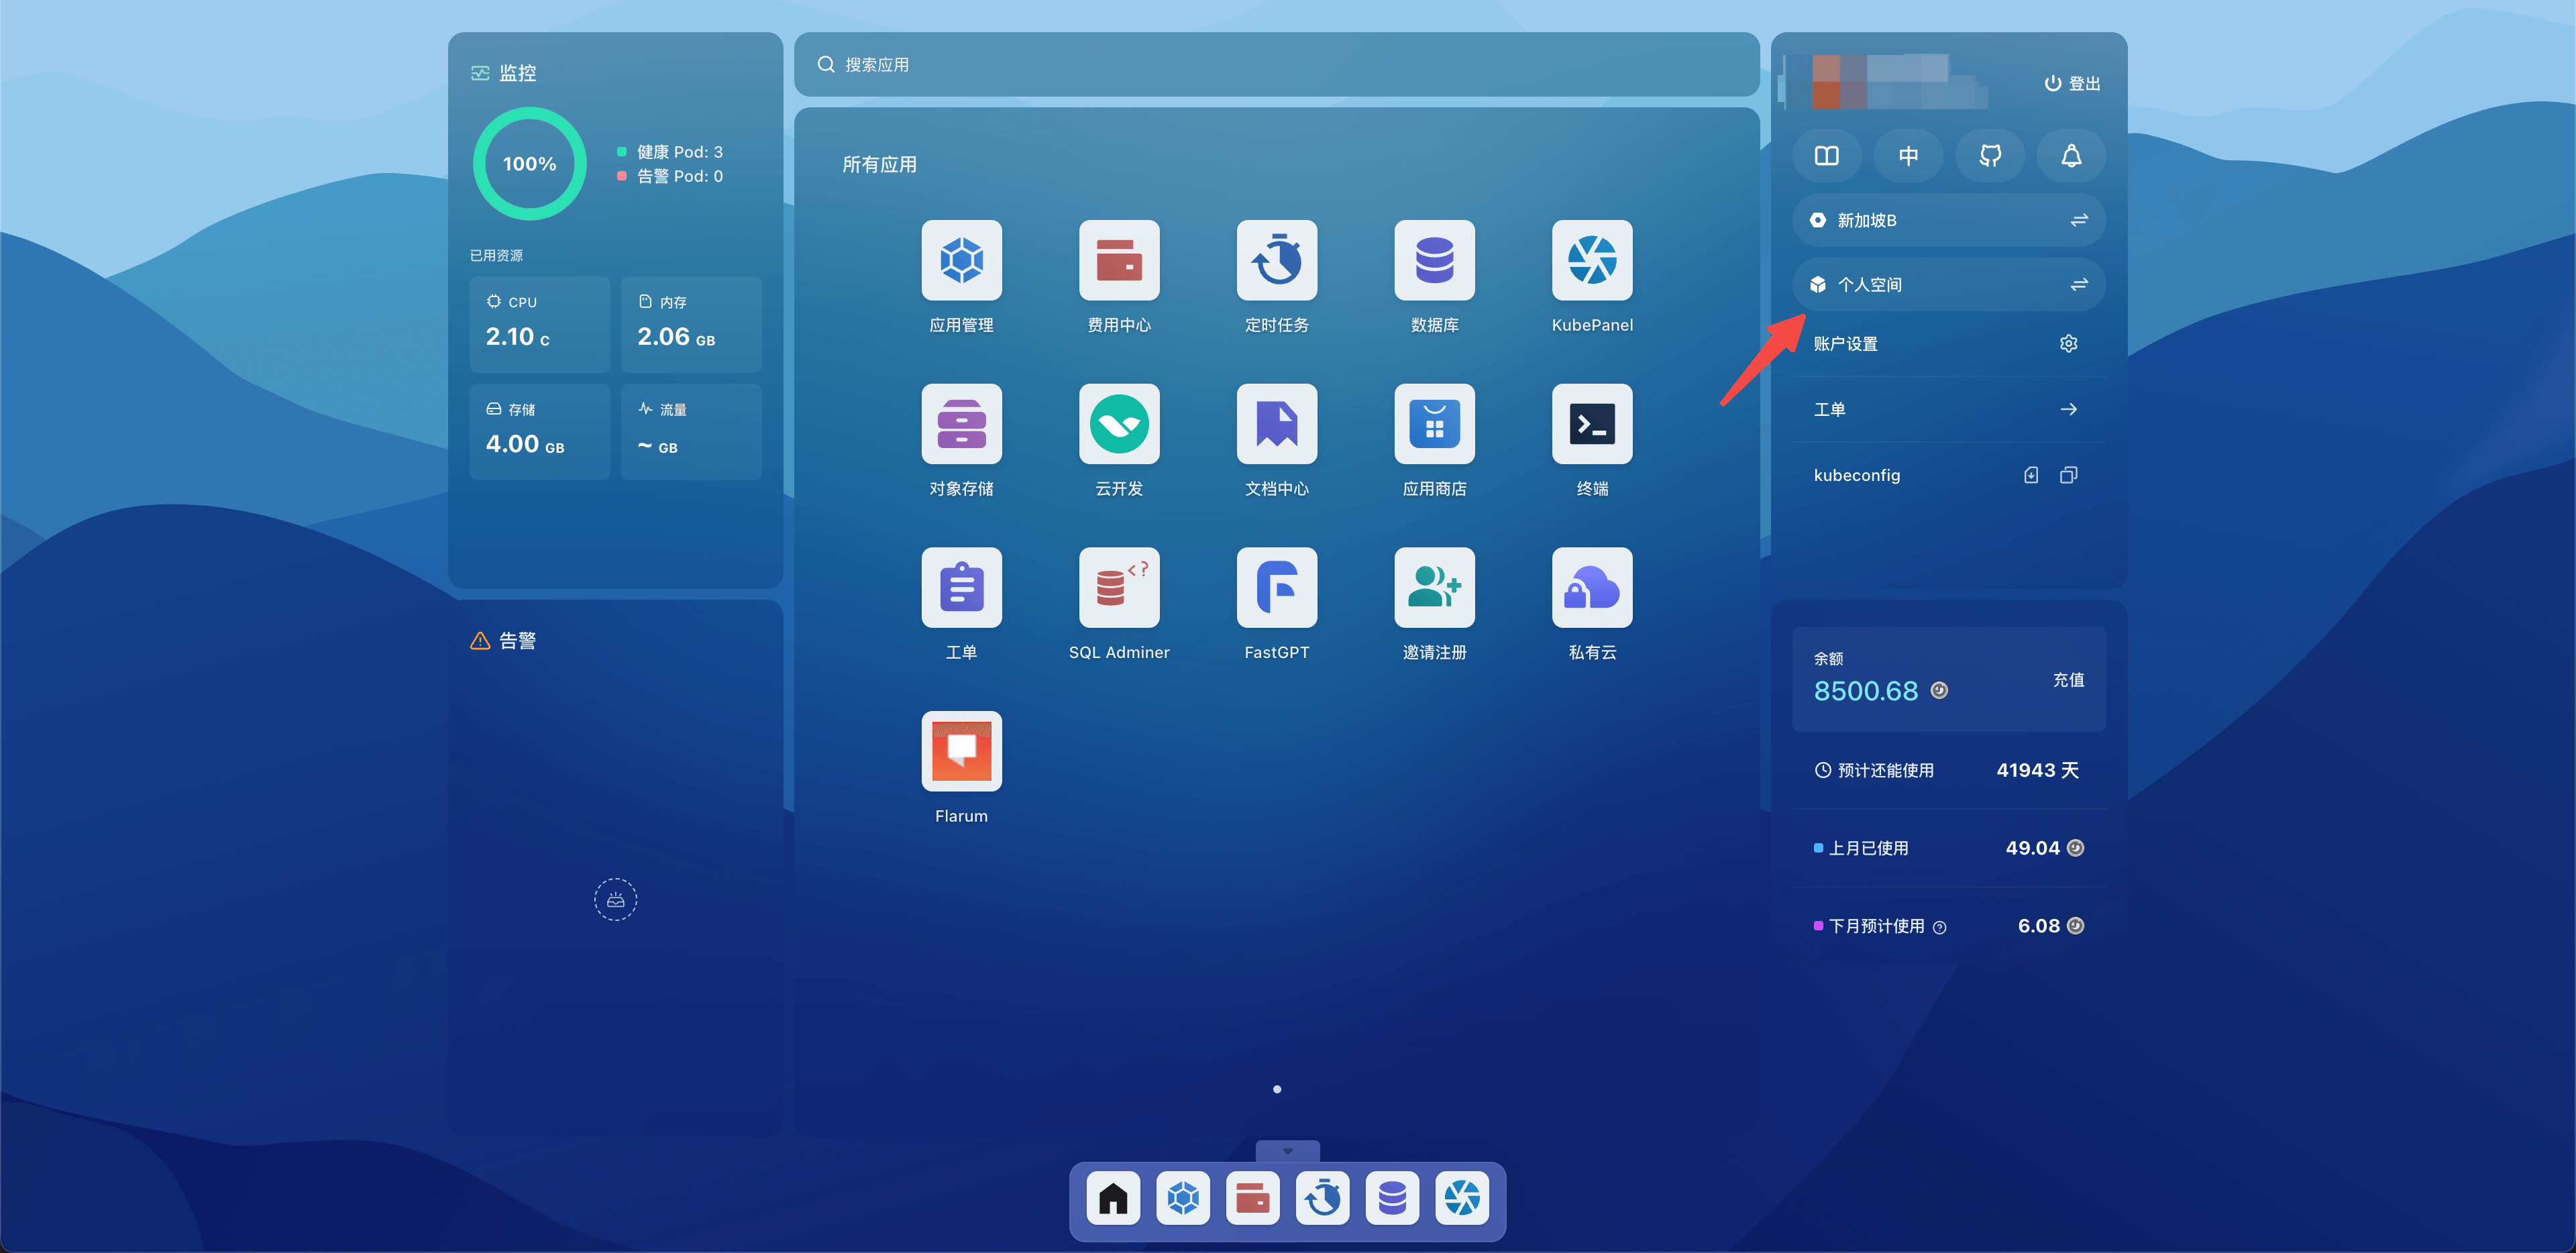 监控
100%
健康 Pod: 3
告警 Pod: 0
已用资源
CPU
2.10 C
内存
2.06 GB
存储
4.00 GB
流量
~ GB
告警
搜索应用
所有应用
应用管理
费用中心
定时任务
数据库
KubePanel
对象存储
云开发
文档中心
应用商店
终端
工单
SQL Adminer
FastGPT
邀请注册
私有云
Flarum
登出
中
新加坡B
个人空间
账户设置
工单
kubeconfig
余额
8500.68
充值
预计还能使用 41943 天
上月已使用 49.04
下月预计使用 6.08